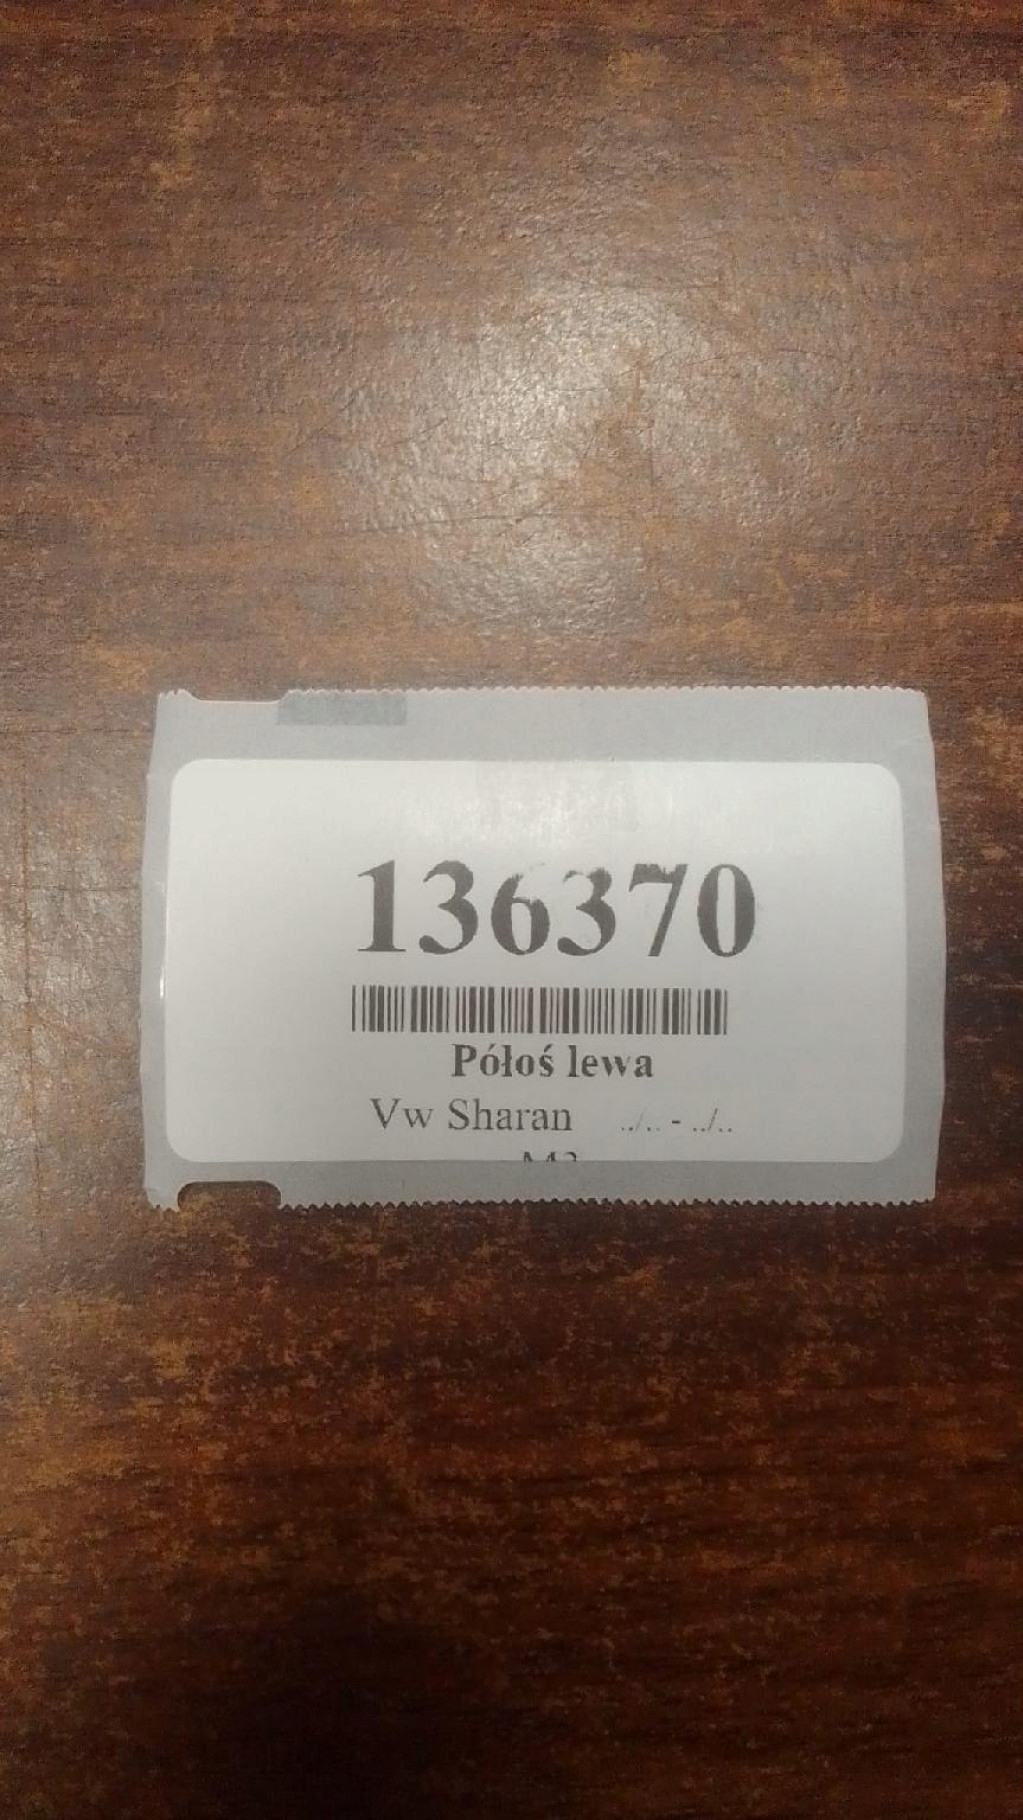 136370
Półoś lewa
Vw Sharan ../.. - ../..